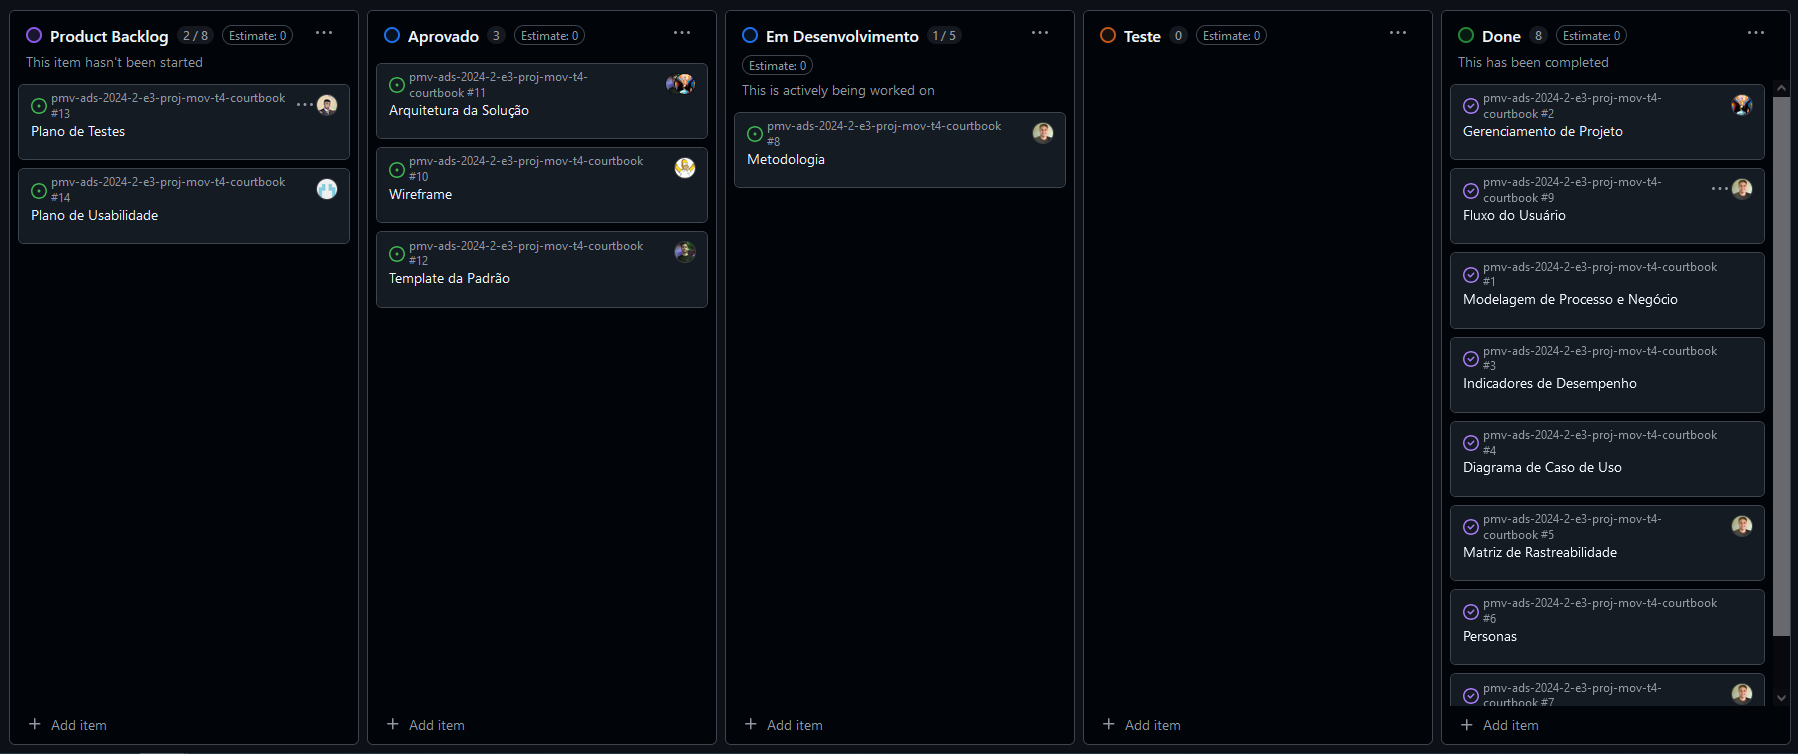 Product Backlog 2 / 8 Estimate: 0
This item hasn't been started
pmv-ads-2024-2-e3-proj-mov-t4-courtbook
#13
Plano de Testes
pmv-ads-2024-2-e3-proj-mov-t4-courtbook
#14
Plano de Usabilidade
Add item
Aprovado 3 Estimate: 0
pmv-ads-2024-2-e3-proj-mov-t4-
courtbook #11
Arquitetura da Solução
pmv-ads-2024-2-e3-proj-mov-t4-courtbook
#10
Wireframe
pmv-ads-2024-2-e3-proj-mov-t4-courtbook
#12
Template da Padrão
Add item
Em Desenvolvimento 1 / 5
Estimate: 0
This is actively being worked on
pmv-ads-2024-2-e3-proj-mov-t4-courtbook
#8
Metodologia
Add item
Teste 0 Estimate: 0
Add item
Done 8 Estimate: 0
This has been completed
pmv-ads-2024-2-e3-proj-mov-t4-
courtbook #2
Gerenciamento de Projeto
pmv-ads-2024-2-e3-proj-mov-t4-
courtbook #9
Fluxo do Usuário
pmv-ads-2024-2-e3-proj-mov-t4-courtbook
#1
Modelagem de Processo e Negócio
pmv-ads-2024-2-e3-proj-mov-t4-courtbook
#3
Indicadores de Desempenho
pmv-ads-2024-2-e3-proj-mov-t4-courtbook
#4
Diagrama de Caso de Uso
pmv-ads-2024-2-e3-proj-mov-t4-
courtbook #5
Matriz de Rastreabilidade
pmv-ads-2024-2-e3-proj-mov-t4-courtbook
#6
Personas
pmv-ads-2024-2-e3-proj-mov-t4-
courtbook #7
Add item